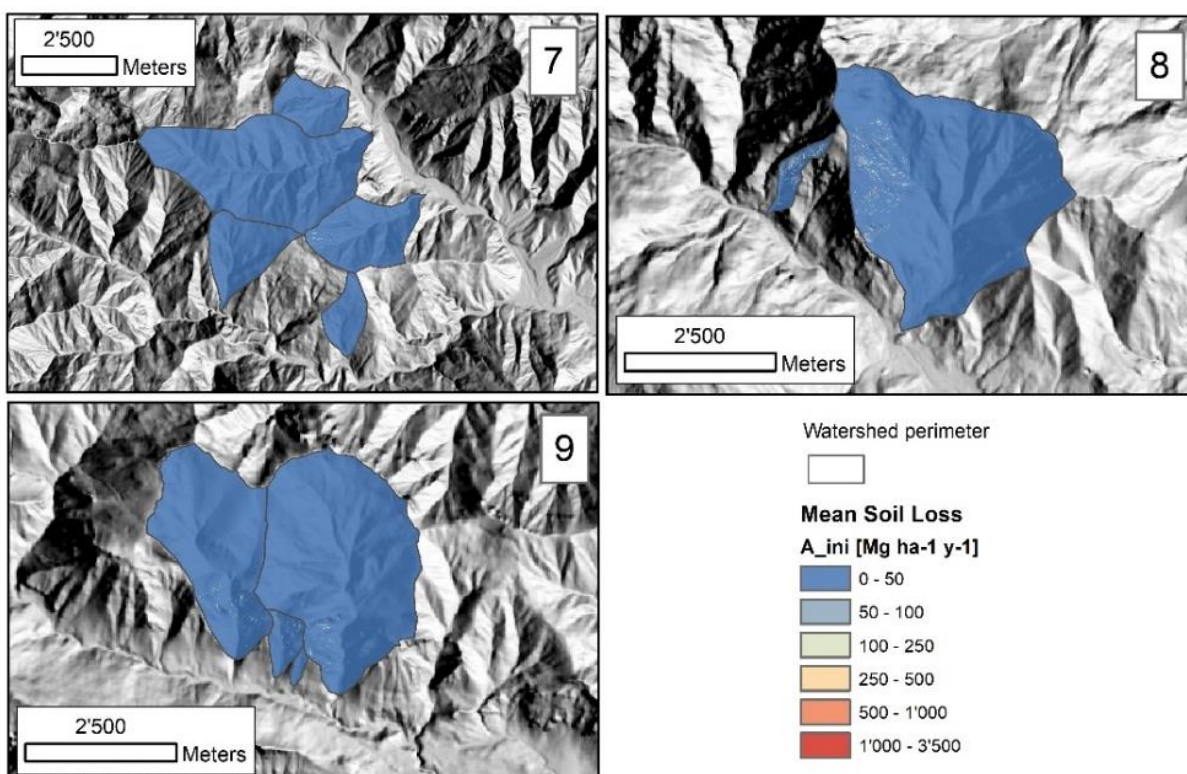 2'500
Meters
7
8
2'500
Meters
9
2'500
Meters
Watershed perimeter
Mean Soil Loss
A_ini [Mg ha-1 y-1]
0 - 50
50 - 100
100 - 250
250 - 500
500 - 1'000
1'000 - 3'500